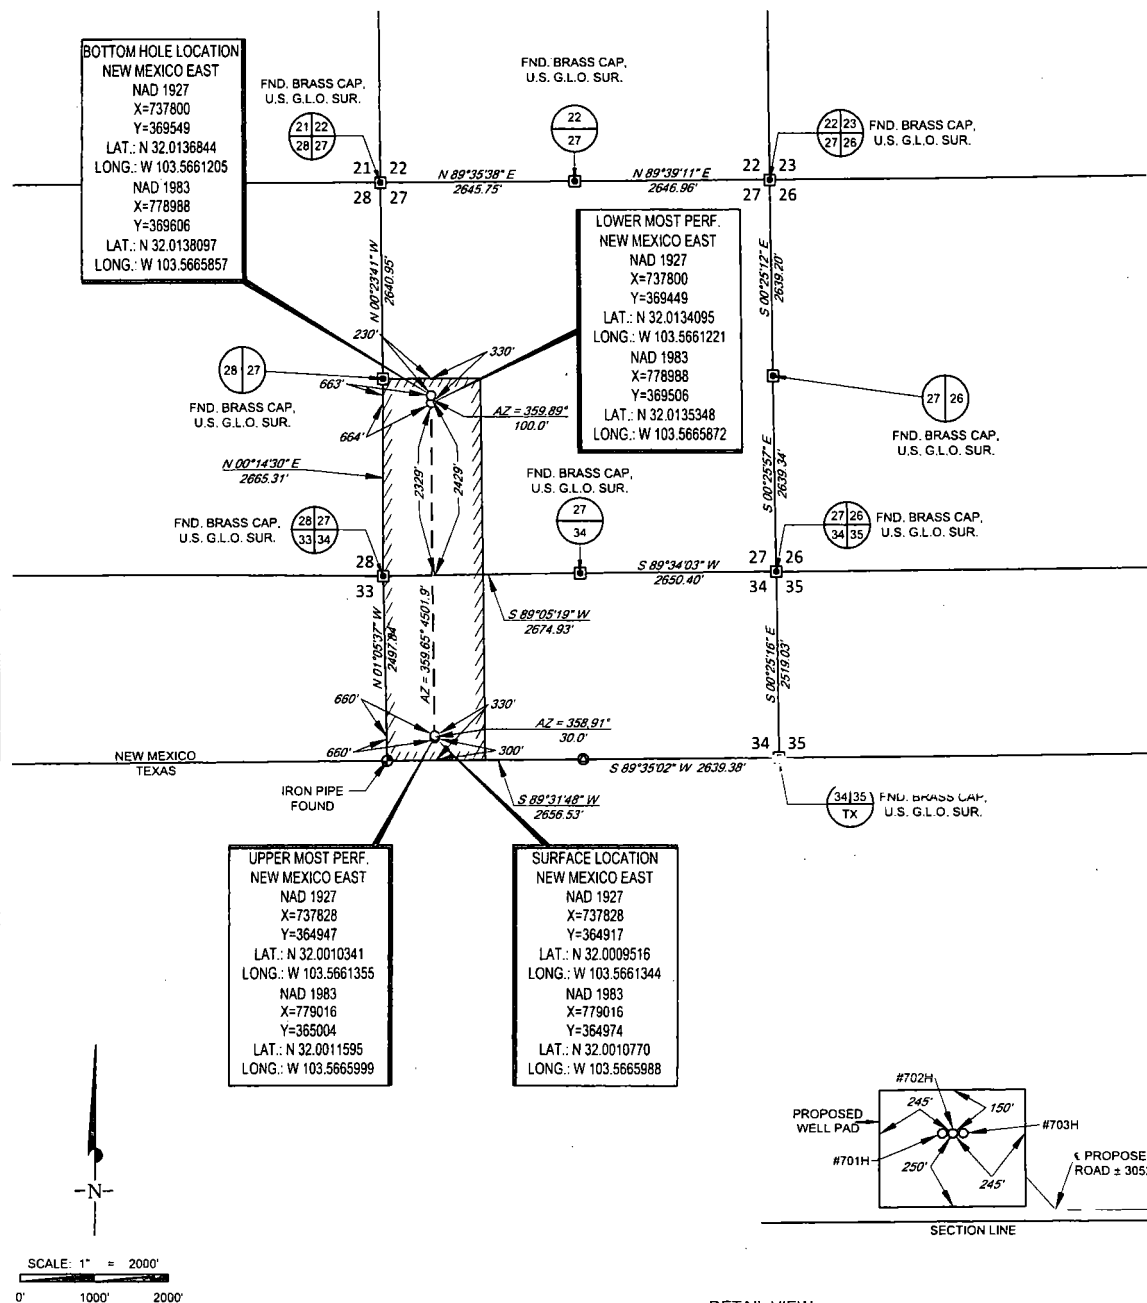 BOTTOM HOLE LOCATION
NEW MEXICO EAST
NAD 1927
X=737800
Y=369549
LAT.: N 32.0136844
LONG.: W 103.5661205
NAD 1983
X=778988
Y=369606
LAT.: N 32.0138097
LONG.: W 103.5665857
FND. BRASS CAP,
U.S. G.L.O. SUR.
21 22
28 27
FND. BRASS CAP,
U.S. G.L.O. SUR.
22
27
22 23
27 26
FND. BRASS CAP,
U.S. G.L.O. SUR.
21 22
28 27
N 89°35'38" E
2645.75'
N 89°39'11" E
2646.96'
22 23
27 26
LOWER MOST PERF.
NEW MEXICO EAST
NAD 1927
X=737800
Y=369449
LAT.: N 32.0134095
LONG.: W 103.5661221
NAD 1983
X=778988
Y=369506
LAT.: N 32.0135348
LONG.: W 103.5665872
N 00°23'41" W
2640.95'
S 00°25'12" E
2639.20'
230'
330'
28 27
FND. BRASS CAP,
U.S. G.L.O. SUR.
663'
664'
AZ = 359.89°
100.0'
27 26
FND. BRASS CAP,
U.S. G.L.O. SUR.
N 00°14'30" E
2665.31'
2329'
2429'
FND. BRASS CAP,
U.S. G.L.O. SUR.
27
34
S 00°25'57" E
2639.34'
FND. BRASS CAP,
U.S. G.L.O. SUR.
28 27
33 34
27 26
34 35
FND. BRASS CAP,
U.S. G.L.O. SUR.
28
33
S 89°34'03" W
2650.40'
27 26
34 35
S 89°05'19" W
2674.93'
N 01°05'37" W
2497.84'
AZ = 359.65° 4501.9'
S 00°25'16" E
2519.03'
660'
330'
AZ = 358.91°
30.0'
660'
300'
NEW MEXICO
TEXAS
34 35
S 89°35'02" W 2639.38'
IRON PIPE
FOUND
S 89°31'48" W
2656.53'
34 35
TX
FND. BRASS CAP,
U.S. G.L.O. SUR.
UPPER MOST PERF.
NEW MEXICO EAST
NAD 1927
X=737828
Y=364947
LAT.: N 32.0010341
LONG.: W 103.5661355
NAD 1983
X=779016
Y=365004
LAT.: N 32.0011595
LONG.: W 103.5665999
SURFACE LOCATION
NEW MEXICO EAST
NAD 1927
X=737828
Y=364917
LAT.: N 32.0009516
LONG.: W 103.5661344
NAD 1983
X=779016
Y=364974
LAT.: N 32.0010770
LONG.: W 103.5665988
#702H
245'
150'
PROPOSED
WELL PAD
#703H
#701H
250'
245'
PROPOSE
ROAD ± 305
SECTION LINE
-N-
SCALE: 1" = 2000'
0' 1000' 2000'
DETAIL VIEW